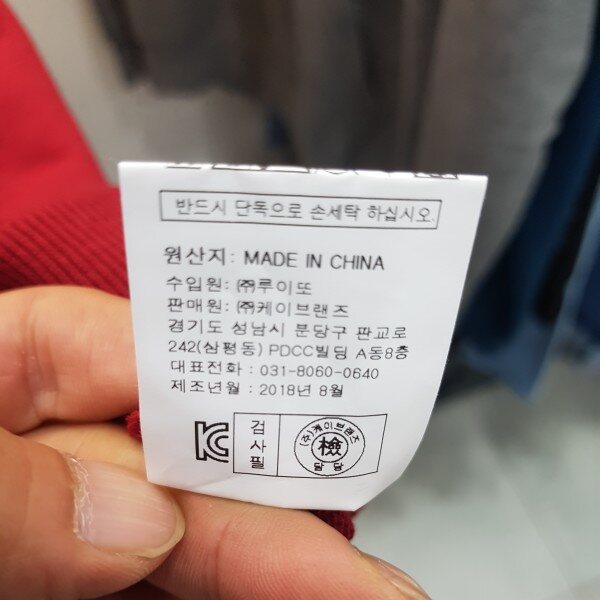 반드시 단독으로 손세탁 하십시오.
원산지: MADE IN CHINA
수입원: ㈜루이뜨
판매원: ㈜케이브랜즈
경기도 성남시 분당구 판교로
242(삼평동) PDCC빌딩 A동8층
대표전화 : 031-8060-0640
제조년월 : 2018년 8월
KC
검사필
(주)케이브랜즈
檢
담당